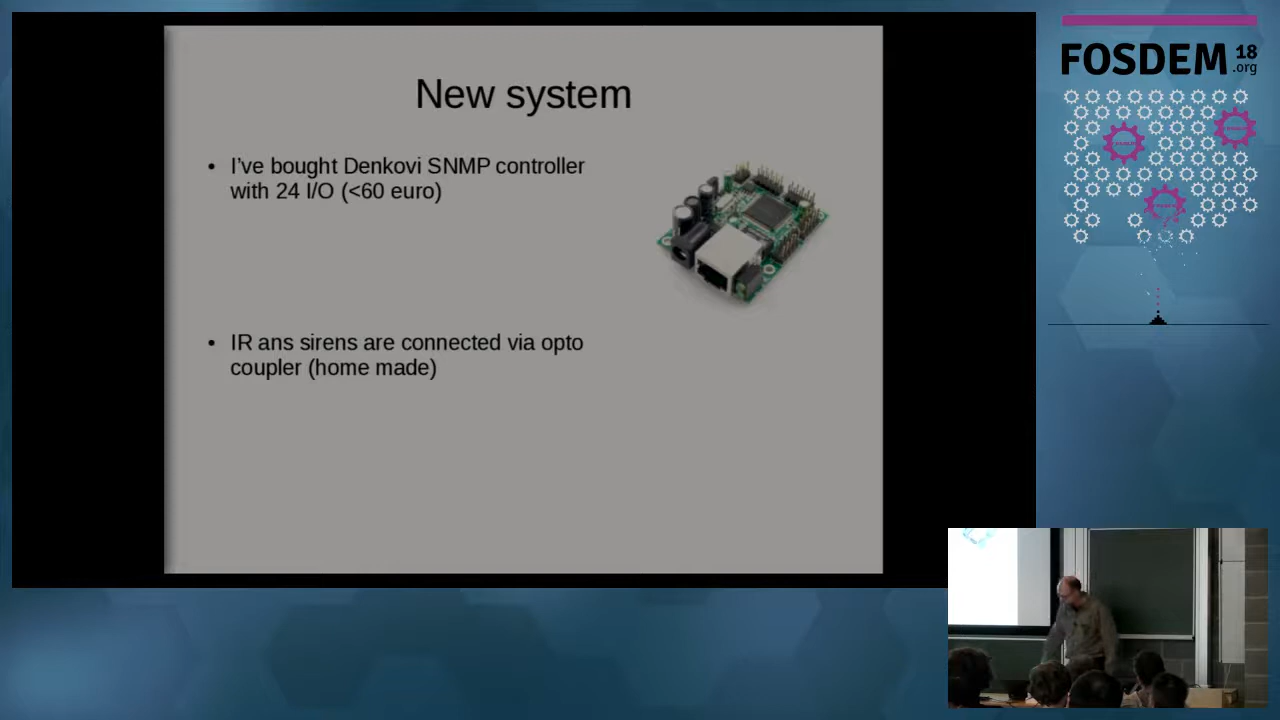 New system
• I've bought Denkovi SNMP controller
with 24 I/O (<60 euro)
• IR ans sirens are connected via opto
coupler (home made)
FOSDEM 18
.org